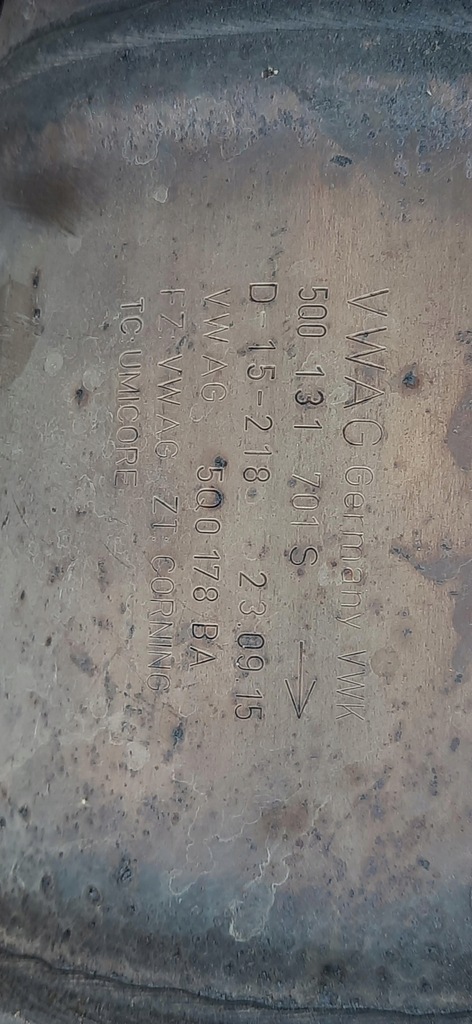 VWAG Germany VWK
5Q0 131 701 S →
D-15-218 23.09.15
VWAG 5Q0 178 BA
FZ VWAG ZT: CORNING
TC: UMICORE